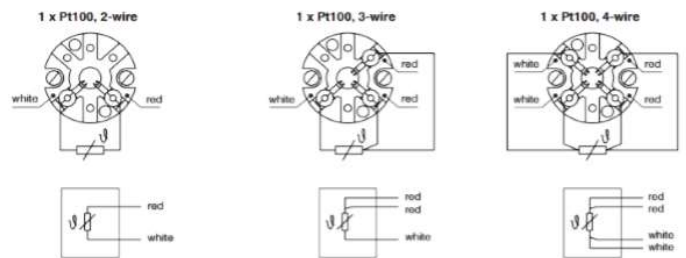 1 x Pt100, 2-wire
white
red
ϑ
red
white
1 x Pt100, 3-wire
red
white
red
ϑ
red
red
white
1 x Pt100, 4-wire
white
red
white
red
ϑ
red
red
white
white